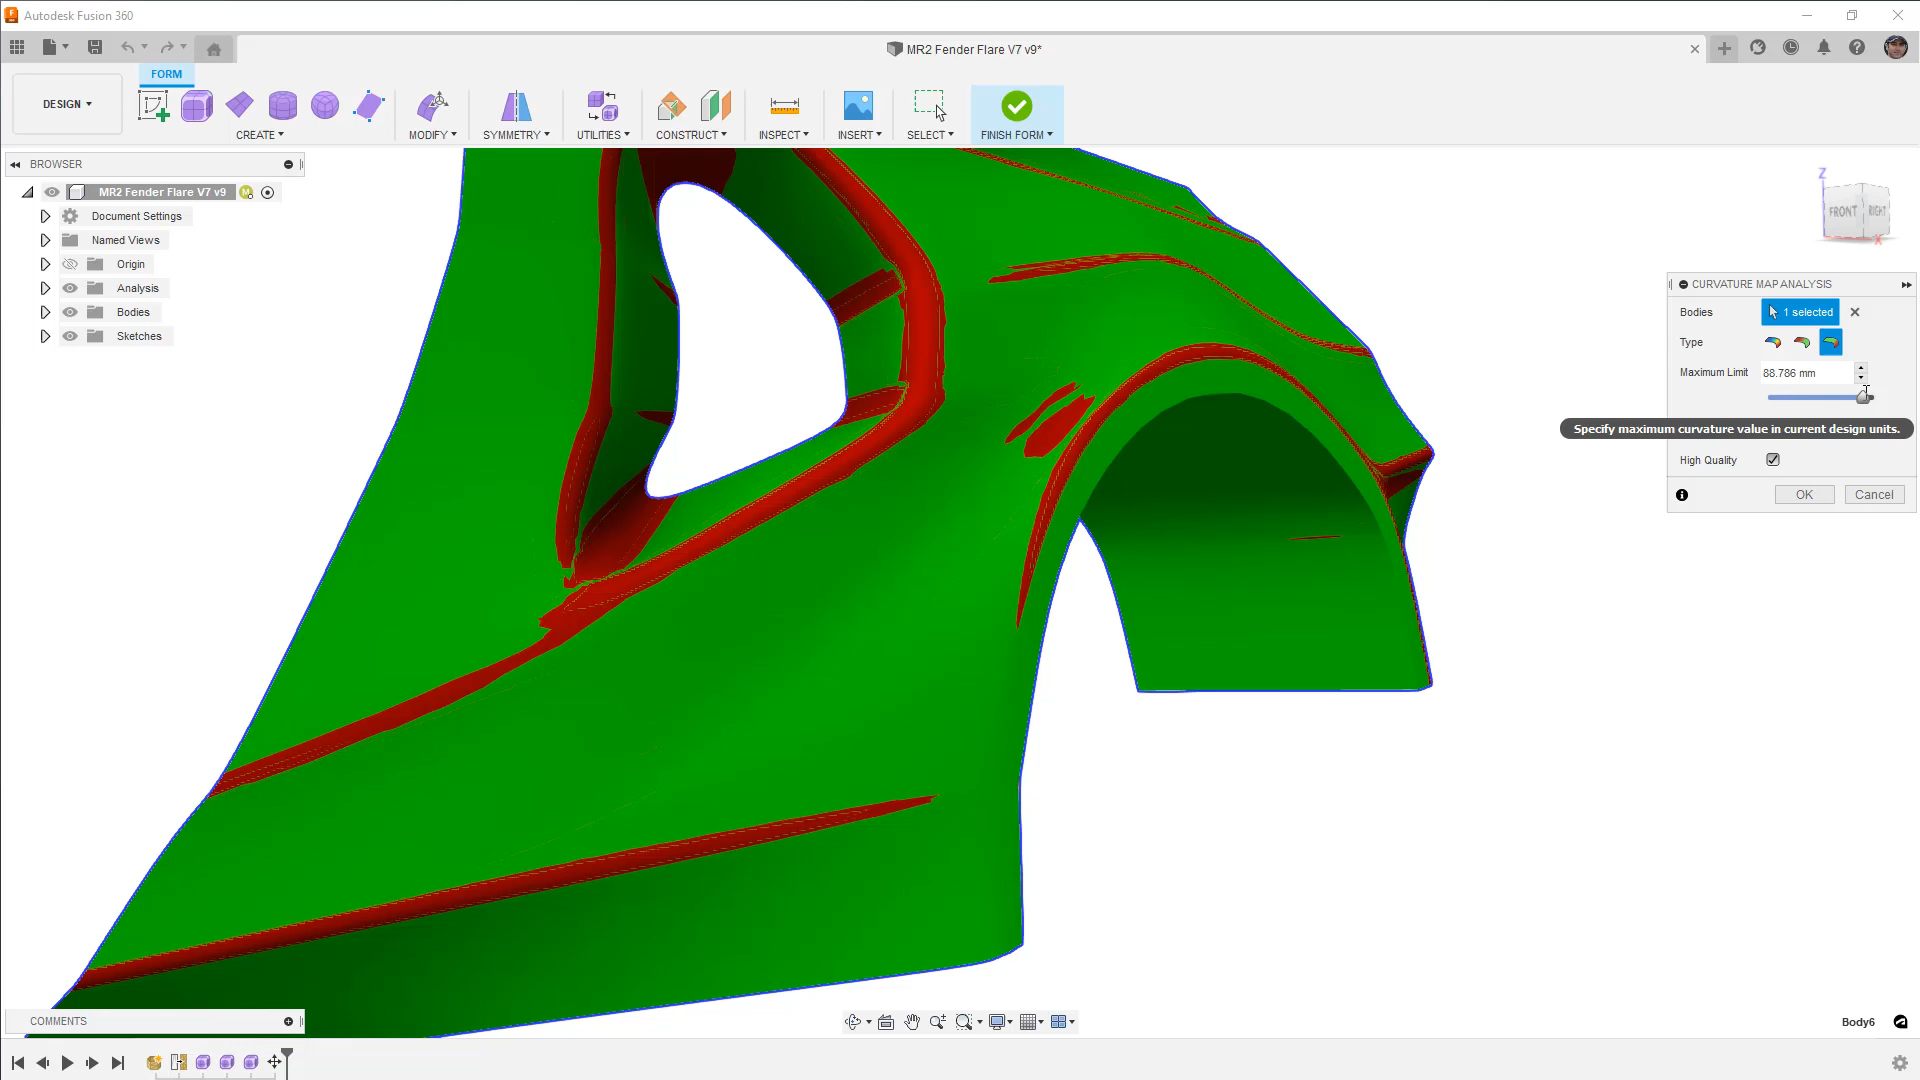 Autodesk Fusion 360
MR2 Fender Flare V7 v9*
FORM
DESIGN
CREATE
MODIFY
SYMMETRY
UTILITIES
CONSTRUCT
INSPECT
INSERT
SELECT
FINISH FORM
BROWSER
MR2 Fender Flare V7 v9
M
Document Settings
Named Views
Origin
Analysis
Bodies
Sketches
Z
FRONT
RIGHT
X
CURVATURE MAP ANALYSIS
Bodies
1 selected
Type
Maximum Limit
88.786 mm
Specify maximum curvature value in current design units.
High Quality
OK
Cancel
COMMENTS
Body6